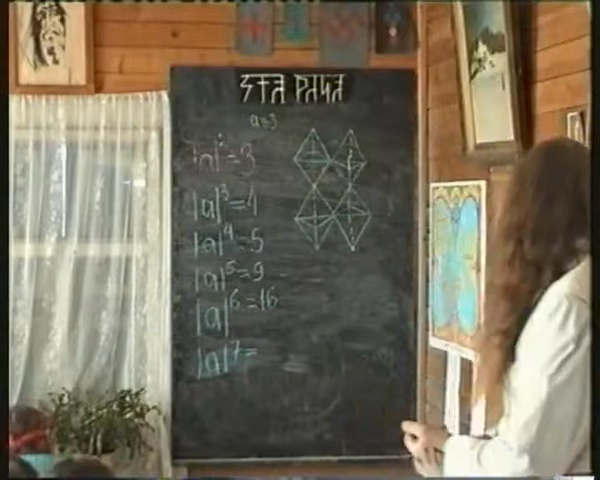 a=3
|a|²=3
|a|³=4
|a|⁴=5
|a|⁵=9
|a|⁶=16
|a|⁷=